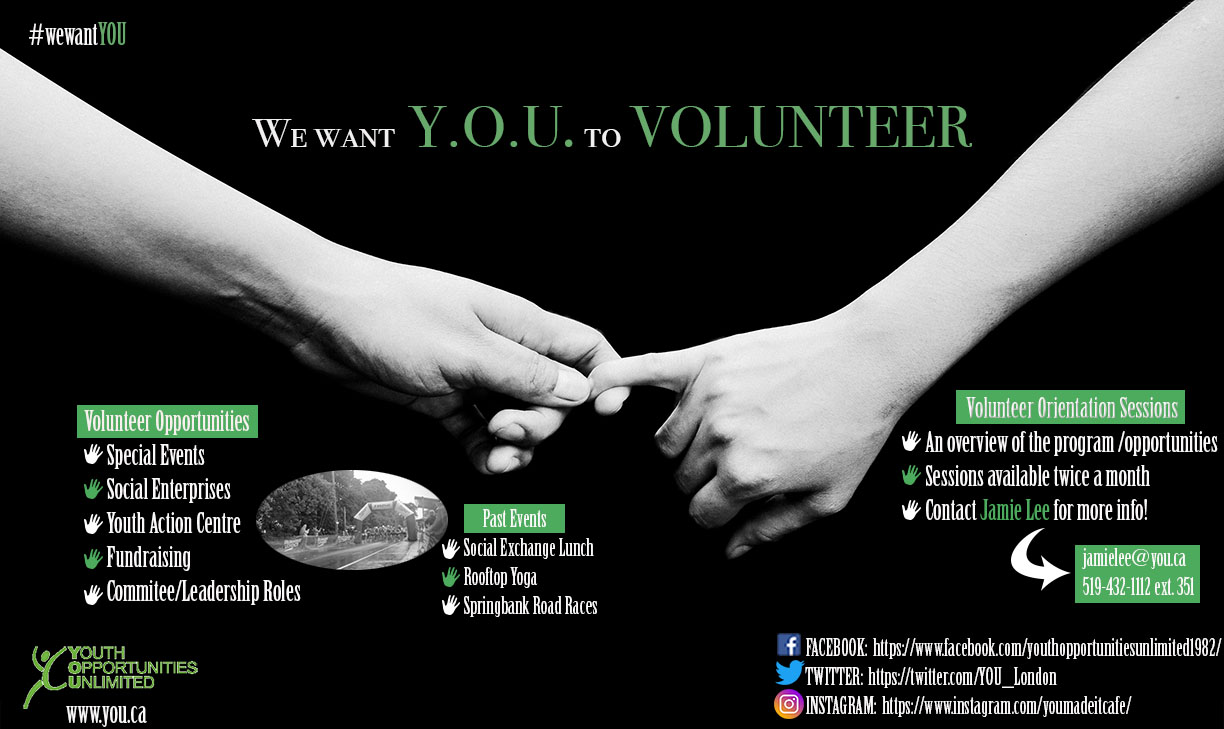 #wewantYOU
WE WANT Y.O.U. TO VOLUNTEER
Volunteer Opportunities
Special Events
Social Enterprises
Youth Action Centre
Fundraising
Commitee/Leadership Roles
Past Events
Social Exchange Lunch
Rooftop Yoga
Springbank Road Races
Volunteer Orientation Sessions
An overview of the program /opportunities
Sessions available twice a month
Contact Jamie Lee for more info!
jamielee@you.ca
519-432-1112 ext. 351
YOUTH
OPPORTUNITIES
UNLIMITED
www.you.ca
FACEBOOK: https://www.facebook.com/youthopportunitiesunlimited1982/
TWITTER: https://twitter.com/YOU_London
INSTAGRAM: https://www.instagram.com/youmadeitcafe/